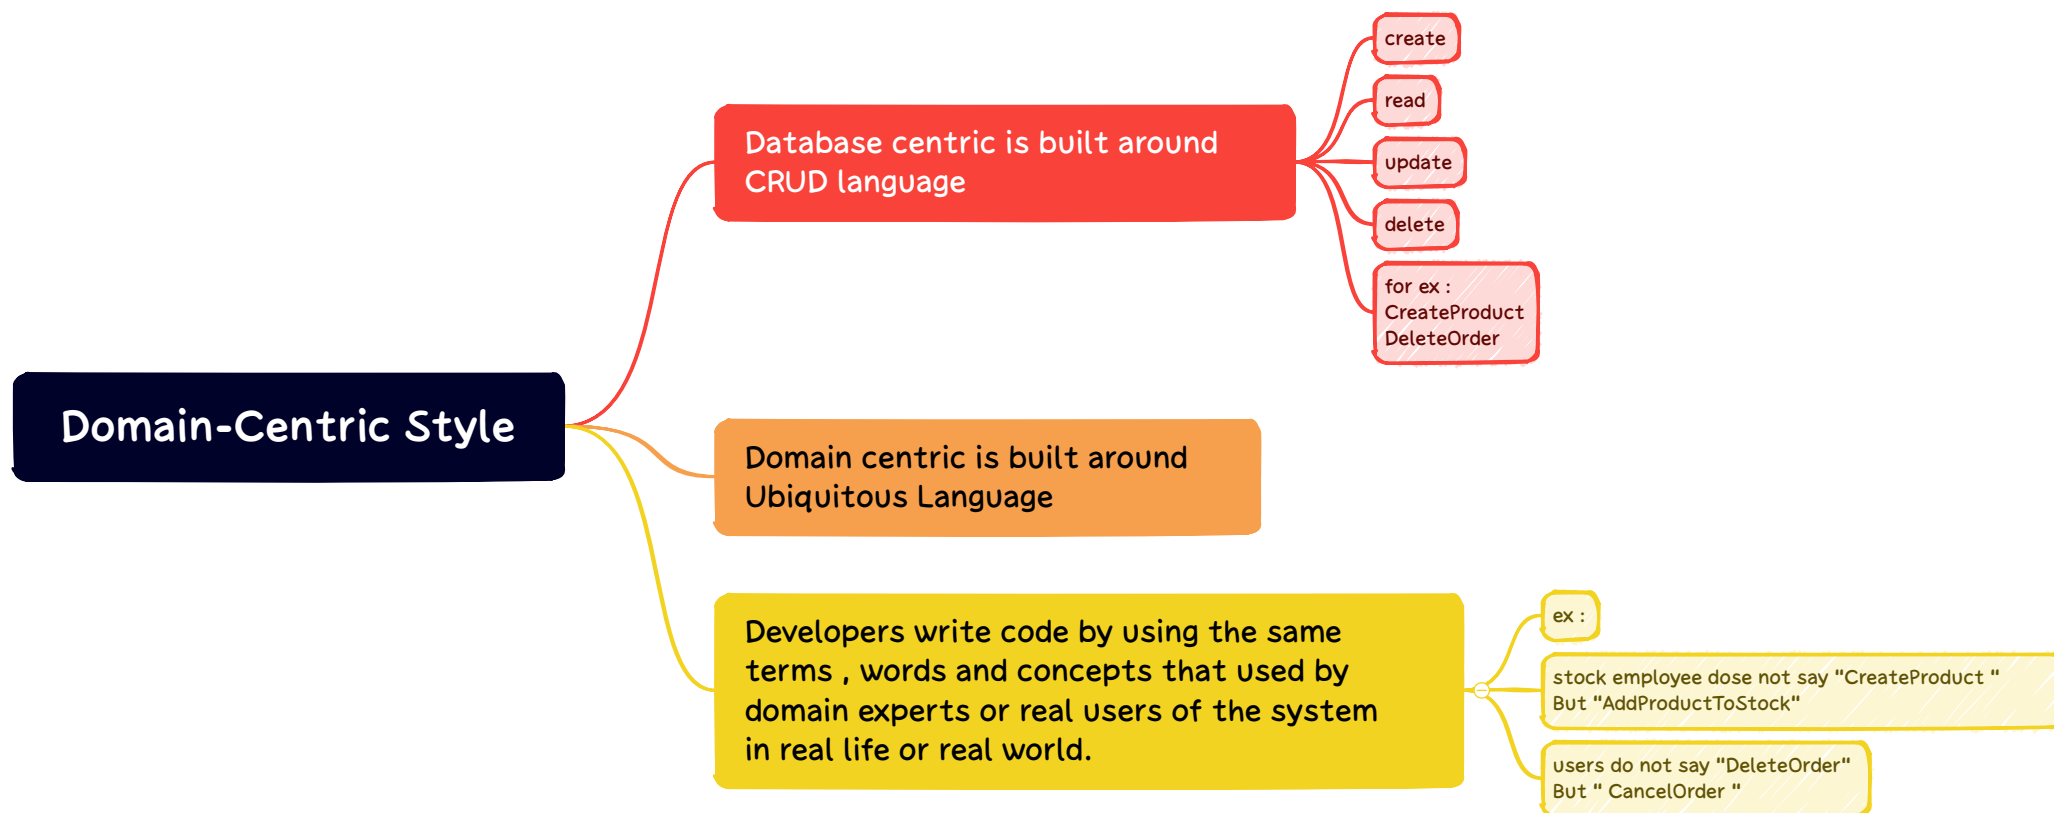 Domain-Centric Style
Database centric is built around
CRUD language
create
read
update
delete
for ex :
CreateProduct
DeleteOrder
Domain centric is built around
Ubiquitous Language
Developers write code by using the same
terms , words and concepts that used by
domain experts or real users of the system
in real life or real world.
ex :
stock employee dose not say "CreateProduct "
But "AddProductToStock"
users do not say "DeleteOrder"
But " CancelOrder "